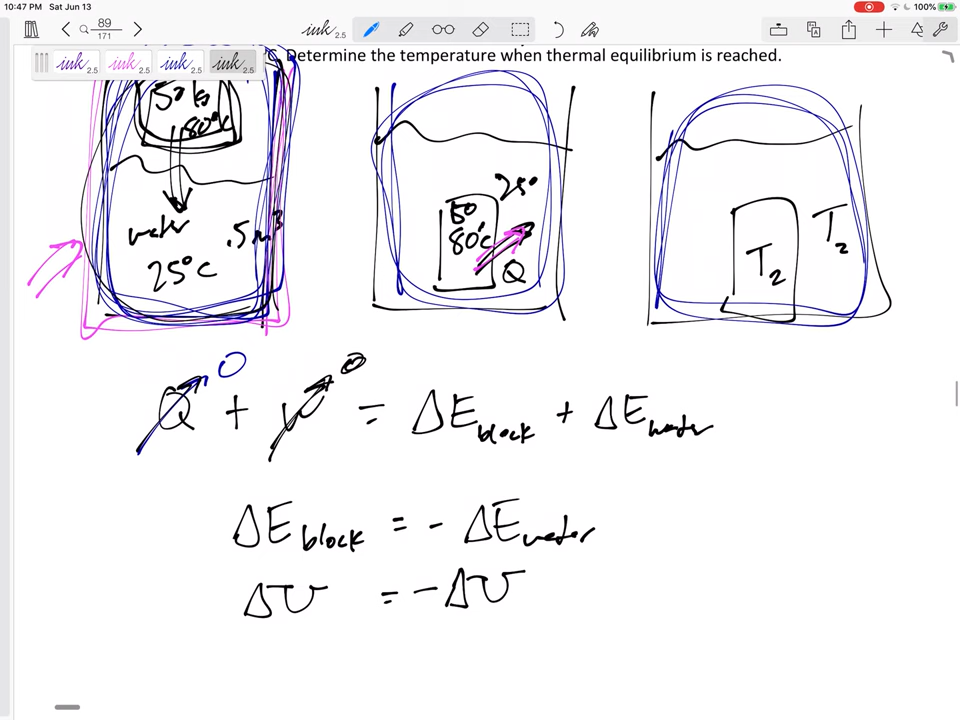 10:47 PM Sat Jun 13
100%
89
171
ink 2.5
ink 2.5 ink 2.5 ink 2.5 ink 2.5
Determine the temperature when thermal equilibrium is reached.
80°C
water .5 m³
25°C
50
80°C
25°
Q
T₂
T₂
Q 0 + W 0 = ΔE block + ΔE water
ΔE block = - ΔE water
ΔU = - ΔU